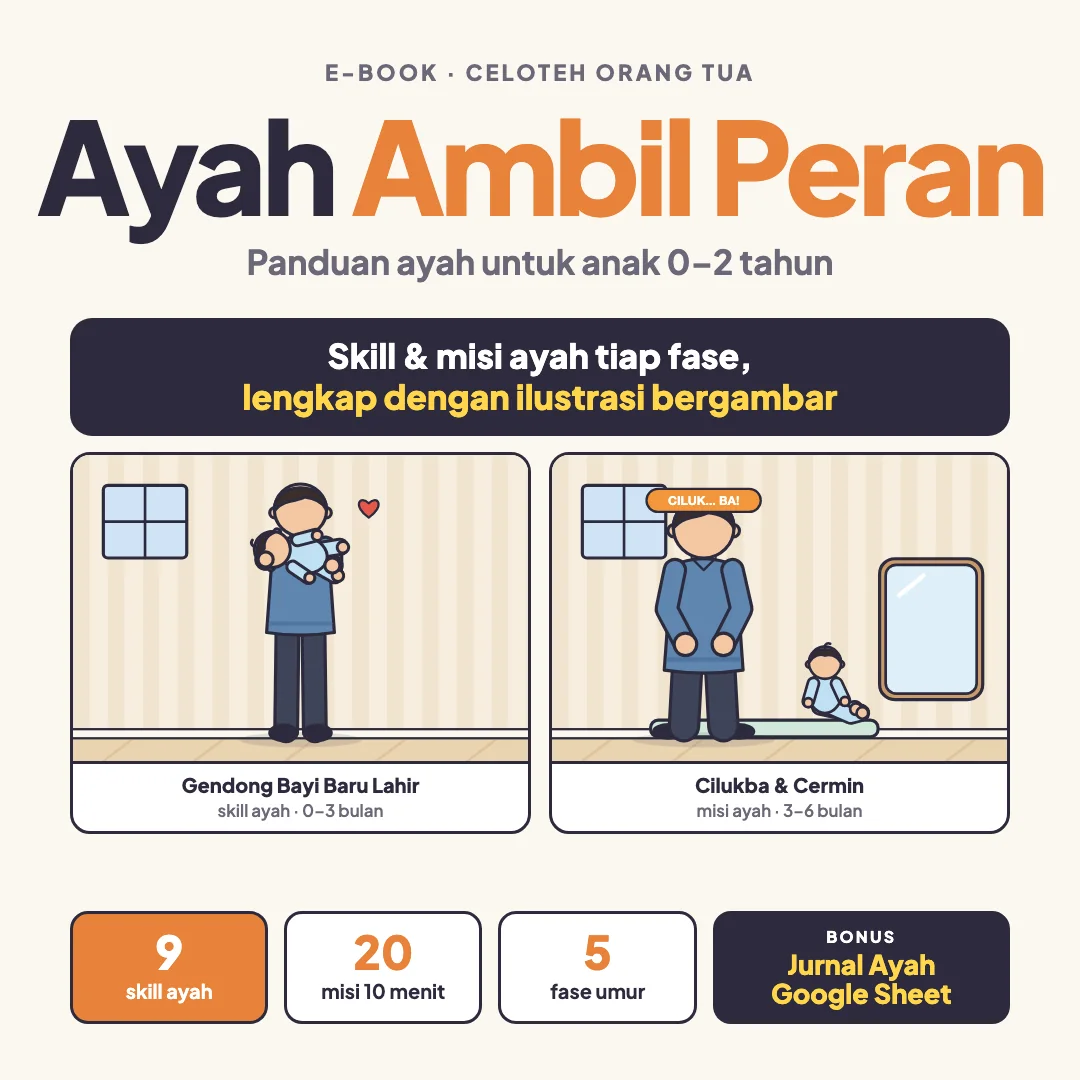 E-BOOK · CELOTEH ORANG TUA
Ayah Ambil Peran
Panduan ayah untuk anak 0–2 tahun
Skill & misi ayah tiap fase,
lengkap dengan ilustrasi bergambar
CILUK... BA!
Gendong Bayi Baru Lahir
skill ayah · 0–3 bulan
Cilukba & Cermin
misi ayah · 3–6 bulan
9
skill ayah
20
misi 10 menit
5
fase umur
BONUS
Jurnal Ayah
Google Sheet